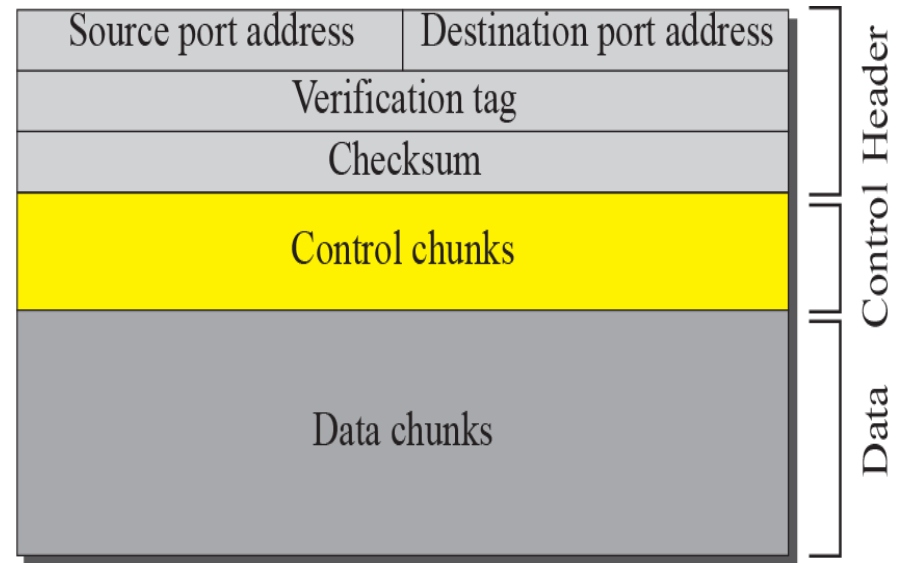 Source port address
Destination port address
Verification tag
Checksum
Control chunks
Data chunks
Header
Control
Data